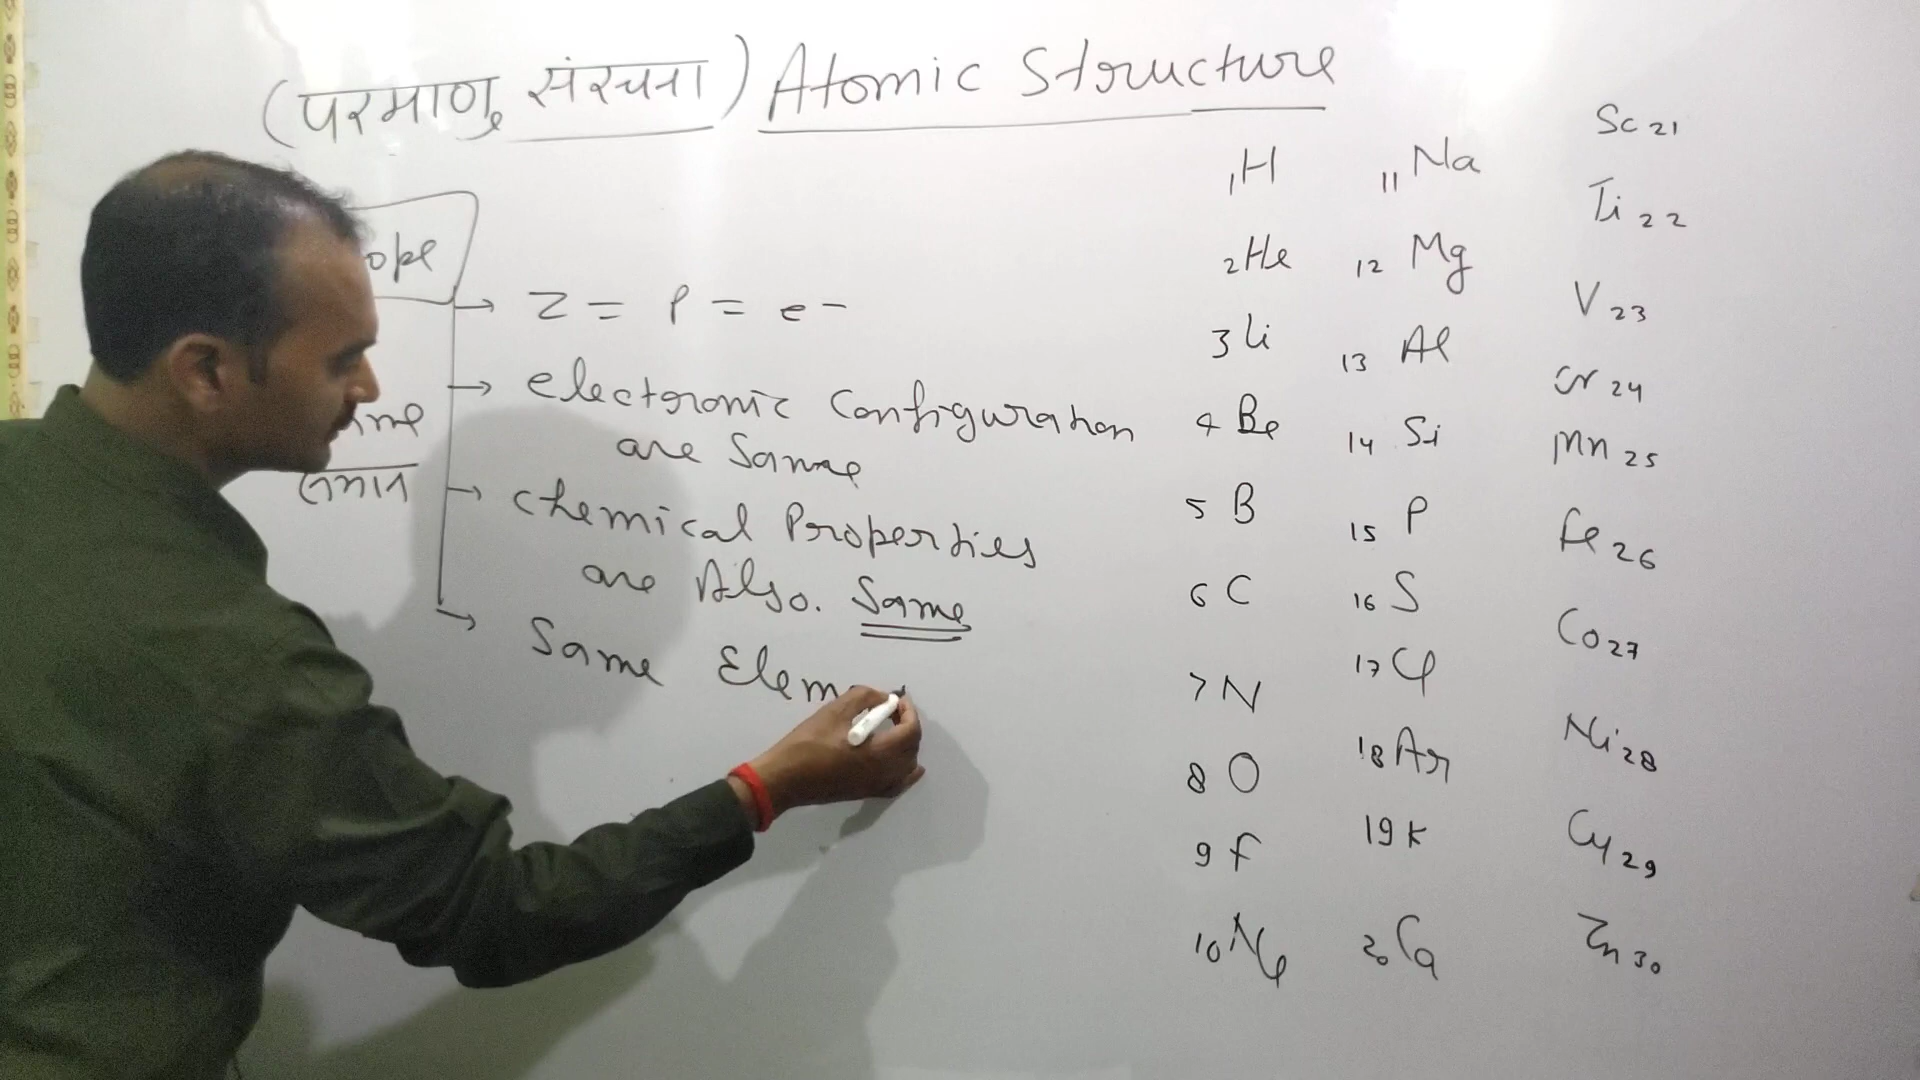 (परमाणु संरचना) Atomic Structure
ope
→ Z = P = e-
→ electronic Configuration
are Same
समान
→ Chemical Properties
are Also. Same
→ Same Elem
1H
2He
3Li
4Be
5B
6C
7N
8O
9F
10Ne
11Na
12Mg
13Al
14Si
15P
16S
17Cl
18Ar
19K
20Ca
Sc21
Ti22
V23
Cr24
Mn25
Fe26
Co27
Ni28
Cu29
Zn30